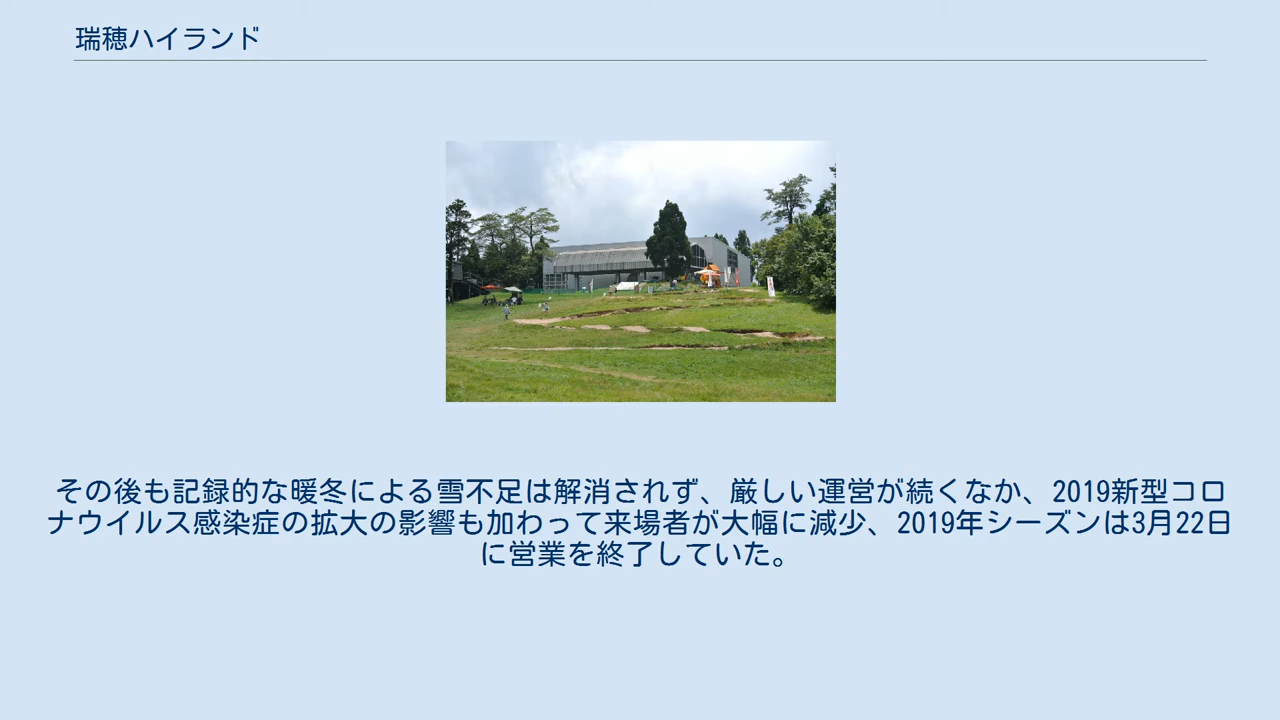 瑞穂ハイランド
その後も記録的な暖冬による雪不足は解消されず、厳しい運営が続くなか、2019新型コロ
ナウイルス感染症の拡大の影響も加わって来場者が大幅に減少、2019年シーズンは3月22日
に営業を終了していた。